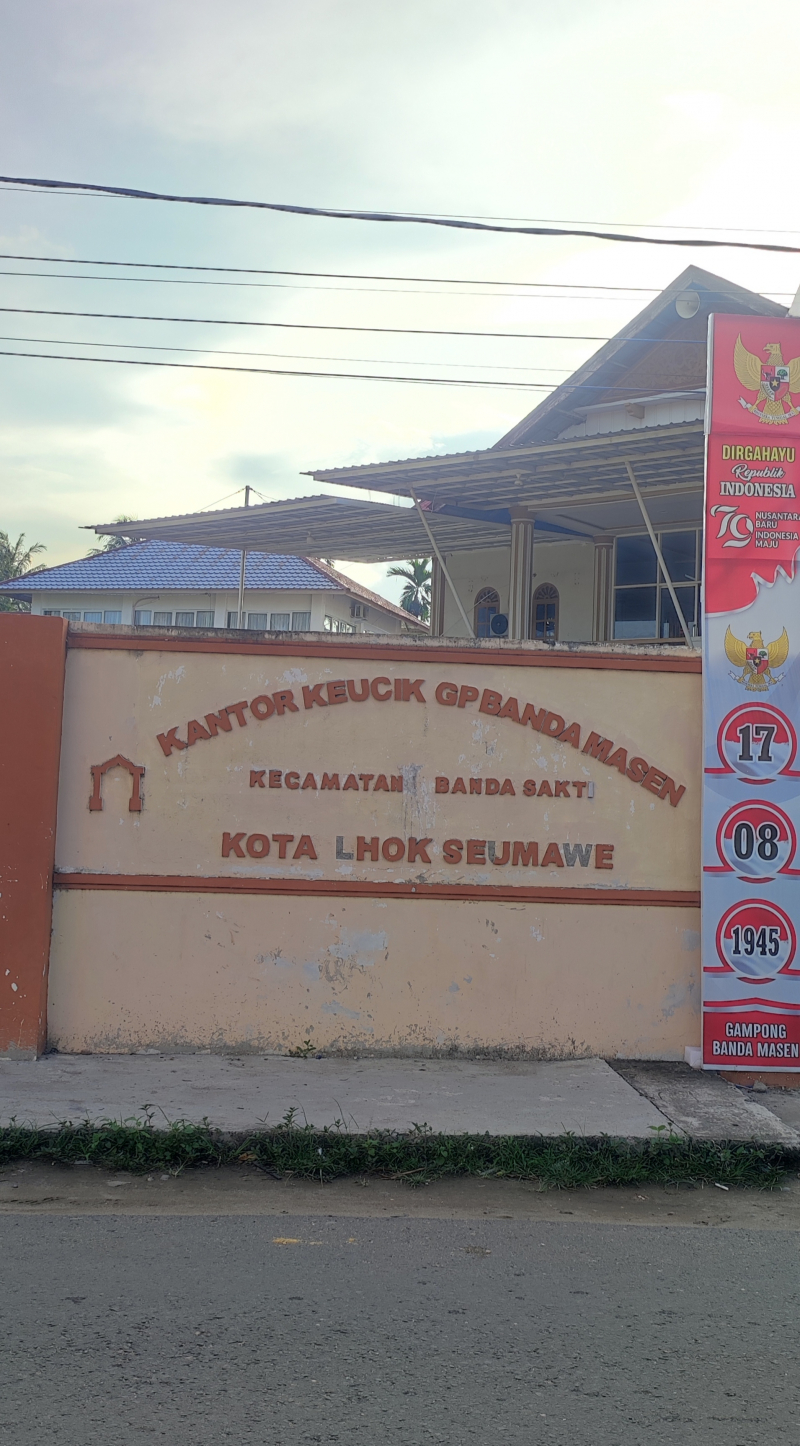 KANTOR KEUCIK GP BANDA MASEN
KECAMATAN BANDA SAKTI
KOTA LHOK SEUMAWE
DIRGAHAYU
Republik
INDONESIA
79 NUSANTARA
BARU
INDONESIA
MAJU
17
08
1945
GAMPONG
BANDA MASEN